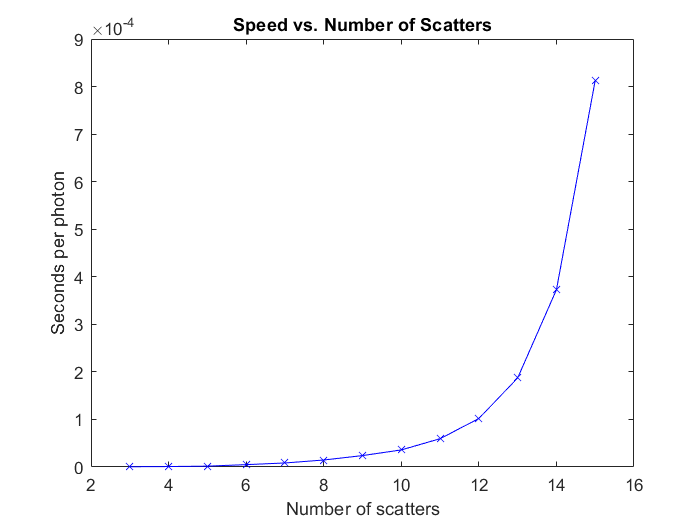 Speed vs. Number of Scatters
×10⁻⁴
9
8
7
6
5
4
3
2
1
0
Seconds per photon
2 4 6 8 10 12 14 16
Number of scatters